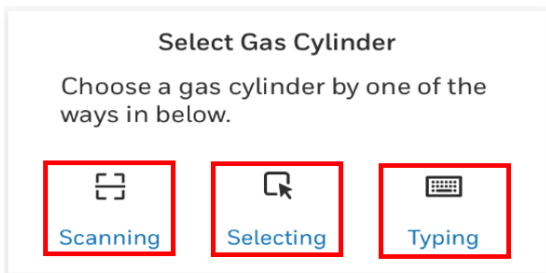 Select Gas Cylinder
Choose a gas cylinder by one of the
ways in below.
Scanning Selecting Typing